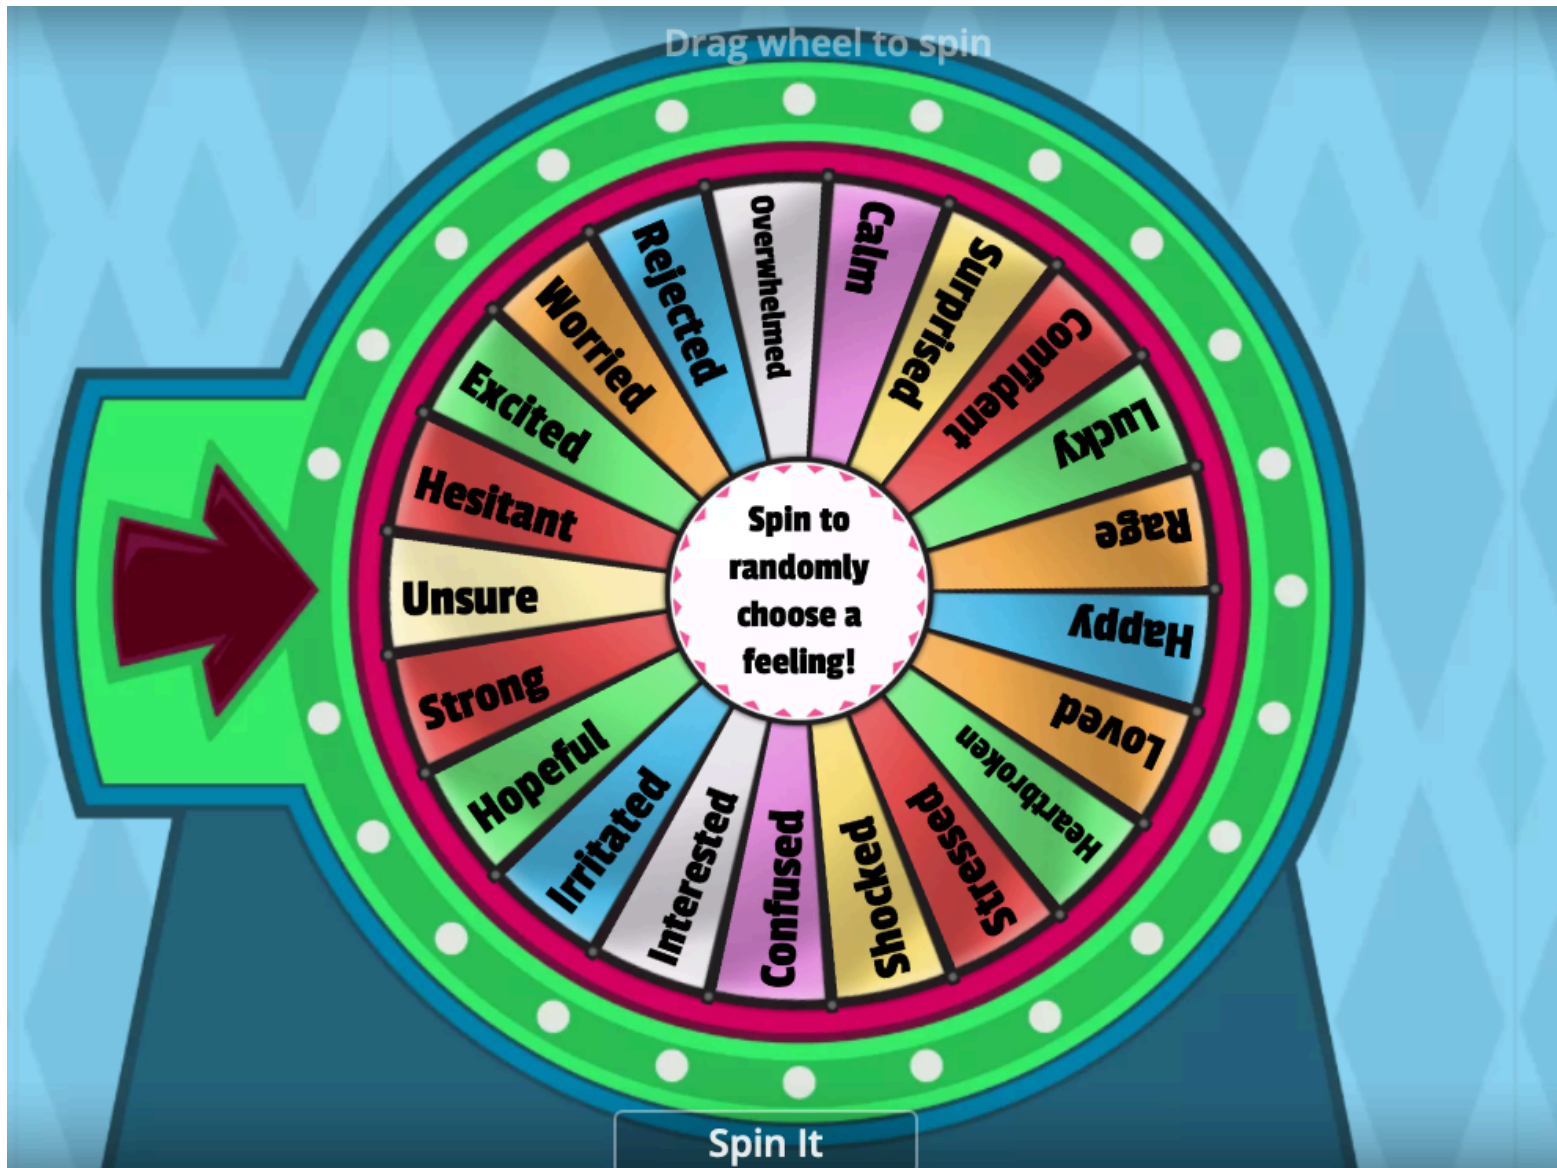 Drag wheel to spin
Overwhelmed
Calm
Surprised
Confident
Lucky
Rage
Happy
Loved
Heartbroken
Stressed
Shocked
Confused
Interested
Irritated
Hopeful
Strong
Unsure
Hesitant
Excited
Worried
Rejected
Spin to
randomly
choose a
feeling!
Spin It